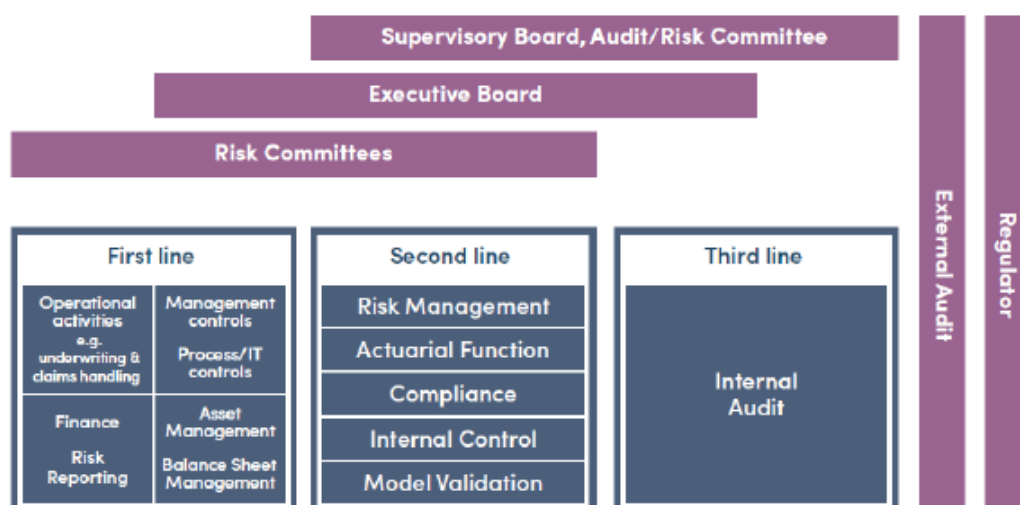 Supervisory Board, Audit/Risk Committee
Executive Board
Risk Committees
First line
Operational
activities
e.g.
underwriting &
claims handling
Management
controls
Process/IT
controls
Finance
Risk
Reporting
Asset
Management
Balance Sheet
Management
Second line
Risk Management
Actuarial Function
Compliance
Internal Control
Model Validation
Third line
Internal
Audit
External Audit
Regulator